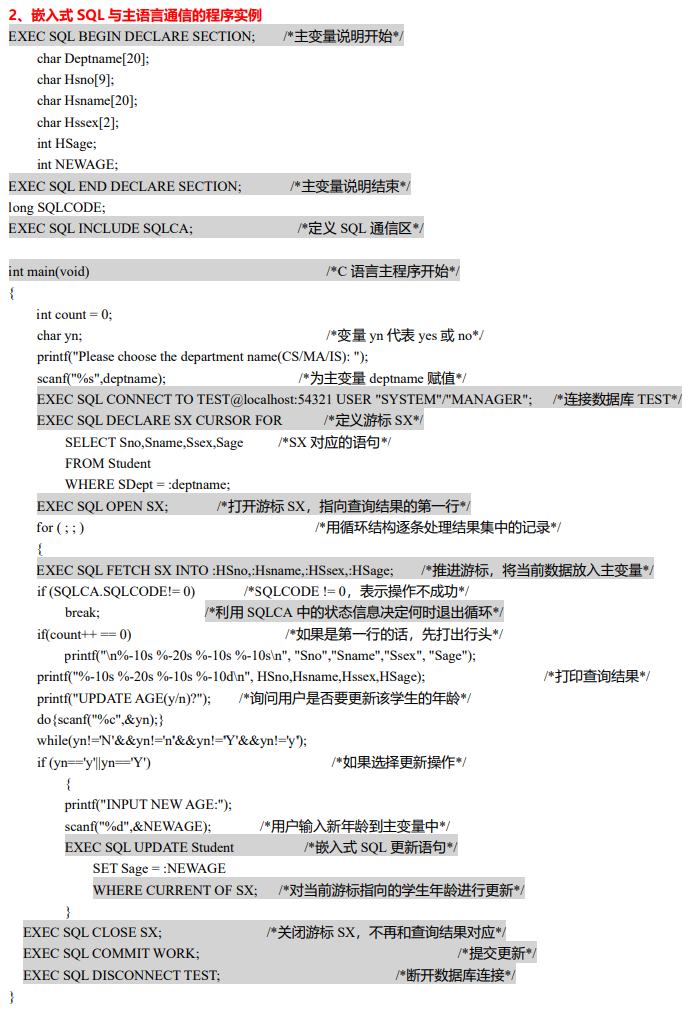 2、嵌入式 SQL 与主语言通信的程序实例
EXEC SQL BEGIN DECLARE SECTION; /*主变量说明开始*/
char Deptname[20];
char Hsno[9];
char Hsname[20];
char Hssex[2];
int HSage;
int NEWAGE;
EXEC SQL END DECLARE SECTION; /*主变量说明结束*/
long SQLCODE;
EXEC SQL INCLUDE SQLCA; /*定义 SQL 通信区*/
int main(void) /*C 语言主程序开始*/
{
int count = 0;
char yn; /*变量 yn 代表 yes 或 no*/
printf("Please choose the department name(CS/MA/IS): ");
scanf("%s",deptname); /*为主变量 deptname 赋值*/
EXEC SQL CONNECT TO TEST@localhost:54321 USER "SYSTEM"/"MANAGER"; /*连接数据库 TEST*/
EXEC SQL DECLARE SX CURSOR FOR /*定义游标 SX*/
SELECT Sno,Sname,Ssex,Sage /*SX 对应的语句*/
FROM Student
WHERE SDept = :deptname;
EXEC SQL OPEN SX; /*打开游标 SX，指向查询结果的第一行*/
for ( ; ; ) /*用循环结构逐条处理结果集中的记录*/
{
EXEC SQL FETCH SX INTO :HSno,:Hsname,:HSsex,:HSage; /*推进游标，将当前数据放入主变量*/
if (SQLCA.SQLCODE!= 0) /*SQLCODE != 0，表示操作不成功*/
break; /*利用 SQLCA 中的状态信息决定何时退出循环*/
if(count++ == 0) /*如果是第一行的话，先打出行头*/
printf("\n%-10s %-20s %-10s %-10s\n", "Sno","Sname","Ssex", "Sage");
printf("%-10s %-20s %-10s %-10d\n", HSno,Hsname,Hssex,HSage); /*打印查询结果*/
printf("UPDATE AGE(y/n)?"); /*询问用户是否要更新该学生的年龄*/
do{scanf("%c",&yn);}
while(yn!='N'&&yn!='n'&&yn!='Y'&&yn!='y');
if (yn=='y'||yn=='Y') /*如果选择更新操作*/
{
printf("INPUT NEW AGE:");
scanf("%d",&NEWAGE); /*用户输入新年龄到主变量中*/
EXEC SQL UPDATE Student /*嵌入式 SQL 更新语句*/
SET Sage = :NEWAGE
WHERE CURRENT OF SX; /*对当前游标指向的学生年龄进行更新*/
}
EXEC SQL CLOSE SX; /*关闭游标 SX，不再和查询结果对应*/
EXEC SQL COMMIT WORK; /*提交更新*/
EXEC SQL DISCONNECT TEST; /*断开数据库连接*/
}